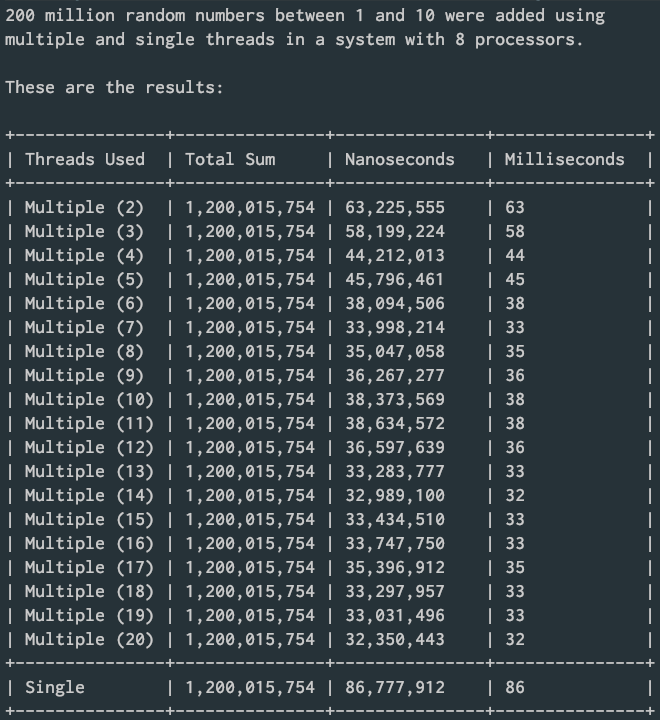 200 million random numbers between 1 and 10 were added using
multiple and single threads in a system with 8 processors.
These are the results:
+---------------+---------------+---------------+---------------+
| Threads Used  | Total Sum     | Nanoseconds   | Milliseconds  |
+---------------+---------------+---------------+---------------+
| Multiple (2)  | 1,200,015,754 | 63,225,555    | 63            |
| Multiple (3)  | 1,200,015,754 | 58,199,224    | 58            |
| Multiple (4)  | 1,200,015,754 | 44,212,013    | 44            |
| Multiple (5)  | 1,200,015,754 | 45,796,461    | 45            |
| Multiple (6)  | 1,200,015,754 | 38,094,506    | 38            |
| Multiple (7)  | 1,200,015,754 | 33,998,214    | 33            |
| Multiple (8)  | 1,200,015,754 | 35,047,058    | 35            |
| Multiple (9)  | 1,200,015,754 | 36,267,277    | 36            |
| Multiple (10) | 1,200,015,754 | 38,373,569    | 38            |
| Multiple (11) | 1,200,015,754 | 38,634,572    | 38            |
| Multiple (12) | 1,200,015,754 | 36,597,639    | 36            |
| Multiple (13) | 1,200,015,754 | 33,283,777    | 33            |
| Multiple (14) | 1,200,015,754 | 32,989,100    | 32            |
| Multiple (15) | 1,200,015,754 | 33,434,510    | 33            |
| Multiple (16) | 1,200,015,754 | 33,747,750    | 33            |
| Multiple (17) | 1,200,015,754 | 35,396,912    | 35            |
| Multiple (18) | 1,200,015,754 | 33,297,957    | 33            |
| Multiple (19) | 1,200,015,754 | 33,031,496    | 33            |
| Multiple (20) | 1,200,015,754 | 32,350,443    | 32            |
+---------------+---------------+---------------+---------------+
| Single        | 1,200,015,754 | 86,777,912    | 86            |
+---------------+---------------+---------------+---------------+